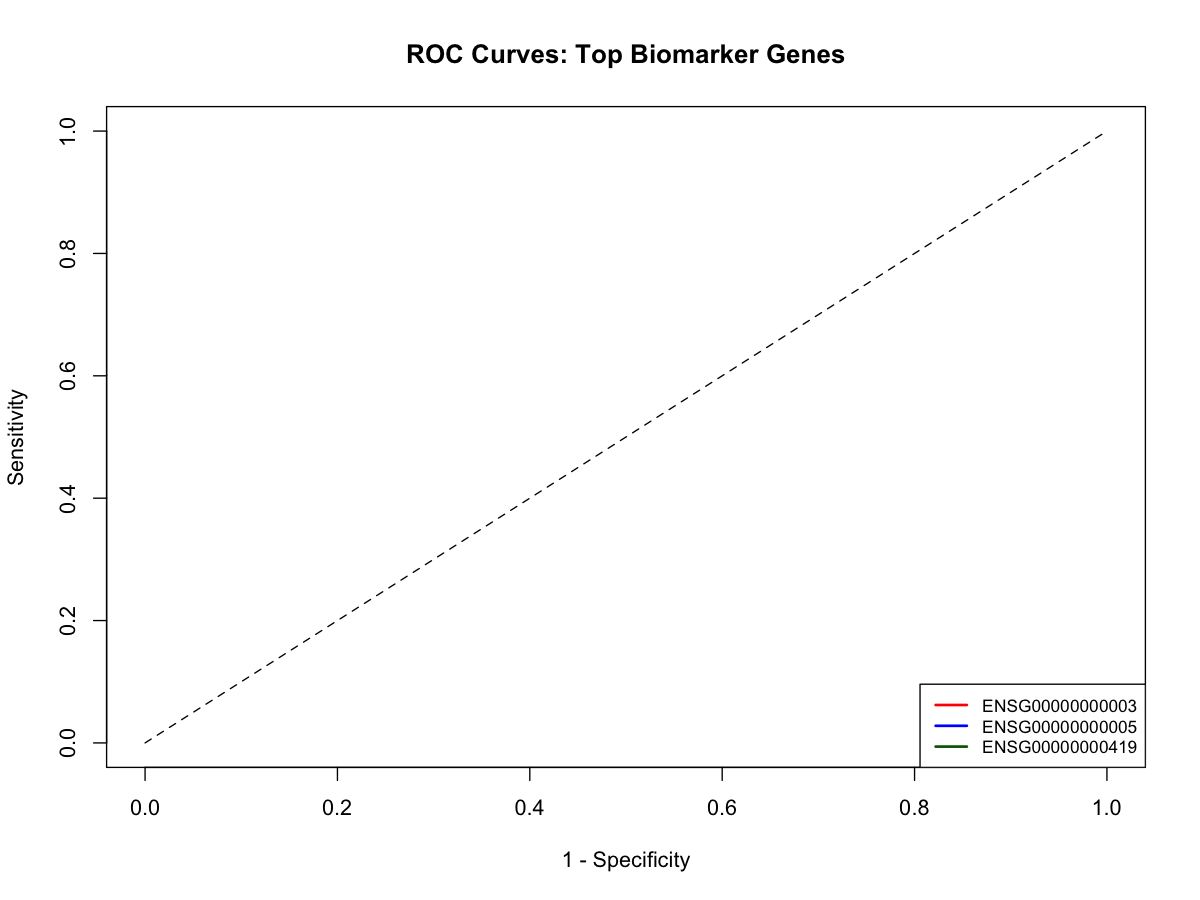 ROC Curves: Top Biomarker Genes
Sensitivity
1.0
0.8
0.6
0.4
0.2
0.0
ENSG00000000003
ENSG00000000005
ENSG00000000419
0.0 0.2 0.4 0.6 0.8 1.0
1 - Specificity